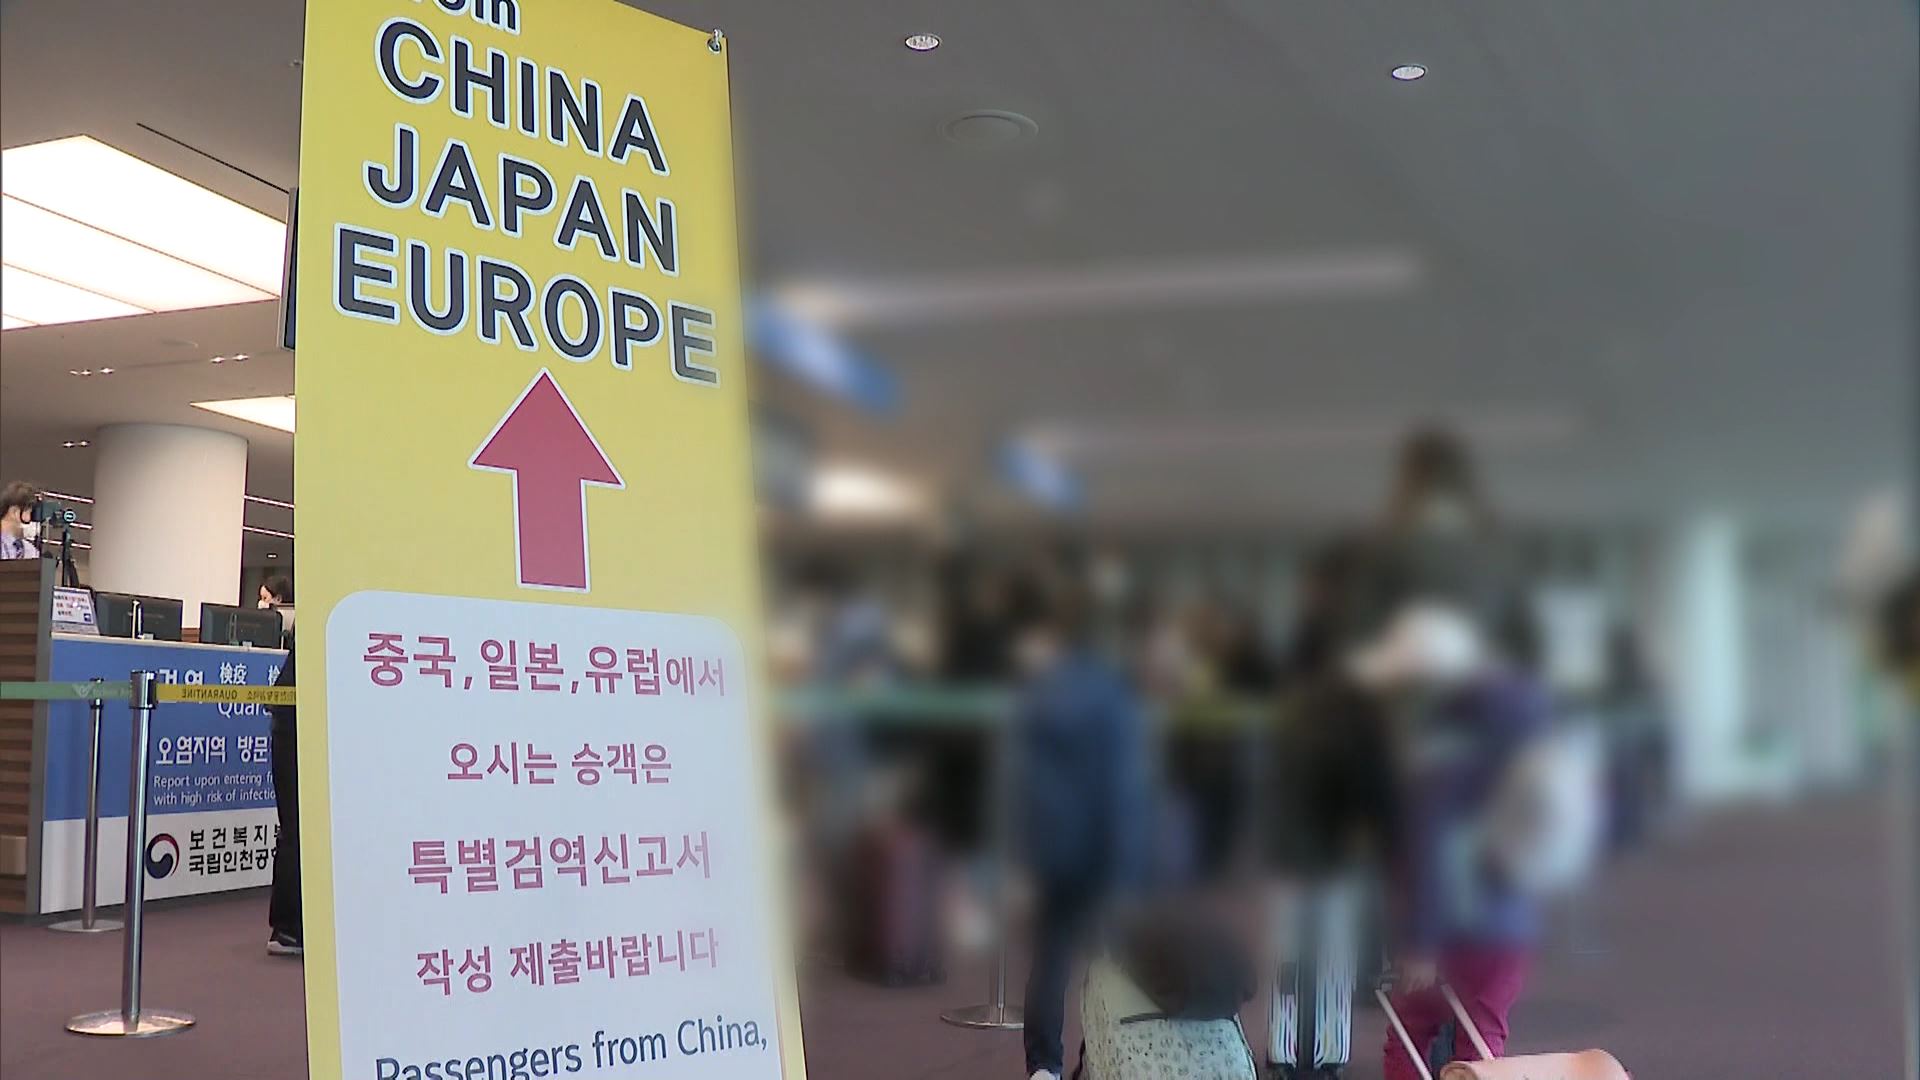 CHINA
JAPAN
EUROPE
중국,일본,유럽에서
오시는 승객은
특별검역신고서
작성 제출바랍니다
Passengers from China,
검역 検疫
QUARANTINE
오염지역 방문
Report upon entering
with high risk of
보건복지
국립인천공항